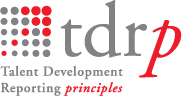 tdrp
Talent Development
Reporting principles